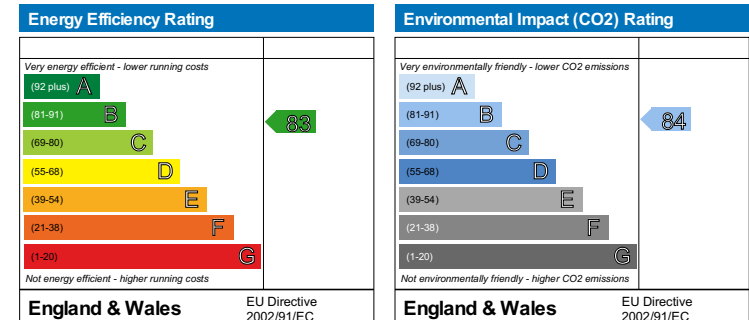 Energy Efficiency Rating
Very energy efficient - lower running costs
(92 plus) A
(81-91) B
(69-80) C
(55-68) D
(39-54) E
(21-38) F
(1-20) G
83
Not energy efficient - higher running costs
England & Wales
EU Directive
2002/91/EC
Environmental Impact (CO2) Rating
Very environmentally friendly - lower CO2 emissions
(92 plus) A
(81-91) B
(69-80) C
(55-68) D
(39-54) E
(21-38) F
(1-20) G
84
Not environmentally friendly - higher CO2 emissions
England & Wales
EU Directive
2002/91/EC